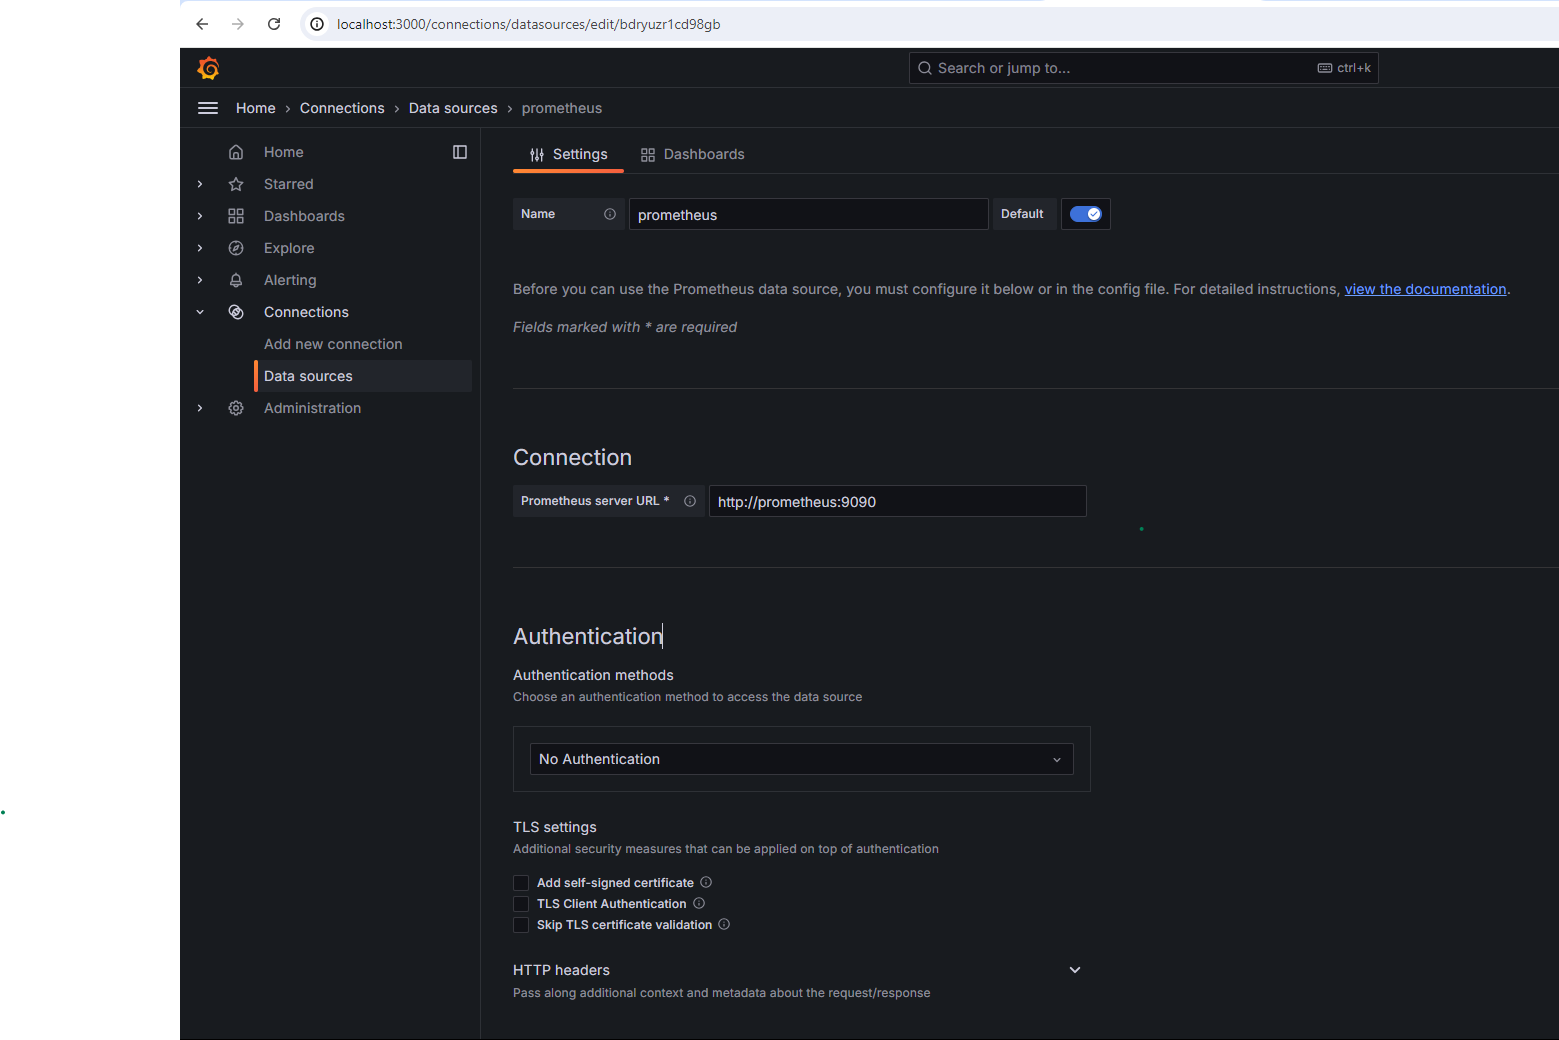 localhost:3000/connections/datasources/edit/bdryuzr1cd98gb
Search or jump to...
ctrl+k
Home › Connections › Data sources › prometheus
Home
Starred
Dashboards
Explore
Alerting
Connections
Add new connection
Data sources
Administration
Settings
Dashboards
Name
prometheus
Default
Before you can use the Prometheus data source, you must configure it below or in the config file. For detailed instructions, view the documentation.
Fields marked with * are required
Connection
Prometheus server URL *
http://prometheus:9090
Authentication
Authentication methods
Choose an authentication method to access the data source
No Authentication
TLS settings
Additional security measures that can be applied on top of authentication
Add self-signed certificate
TLS Client Authentication
Skip TLS certificate validation
HTTP headers
Pass along additional context and metadata about the request/response